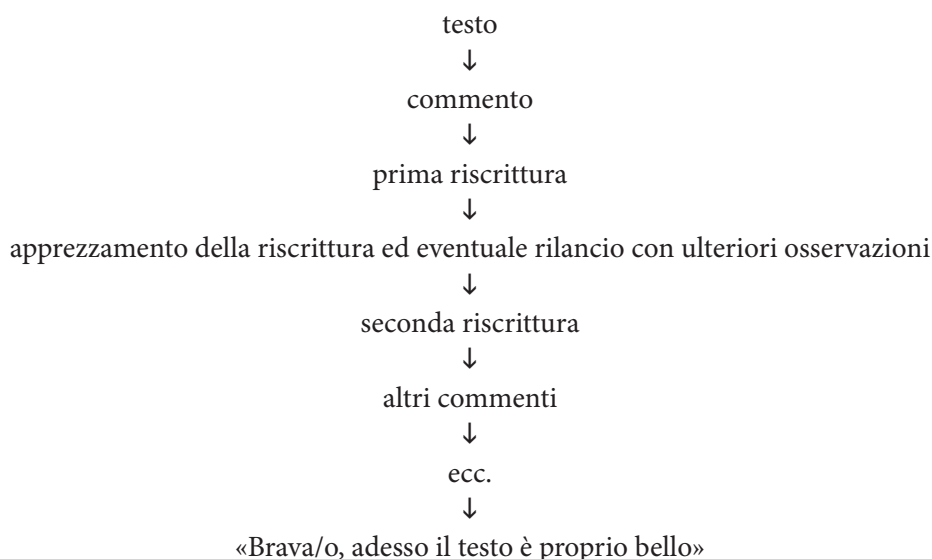 testo
↓
commento
↓
prima riscrittura
↓
apprezzamento della riscrittura ed eventuale rilancio con ulteriori osservazioni
↓
seconda riscrittura
↓
altri commenti
↓
ecc.
↓
«Brava/o, adesso il testo è proprio bello»